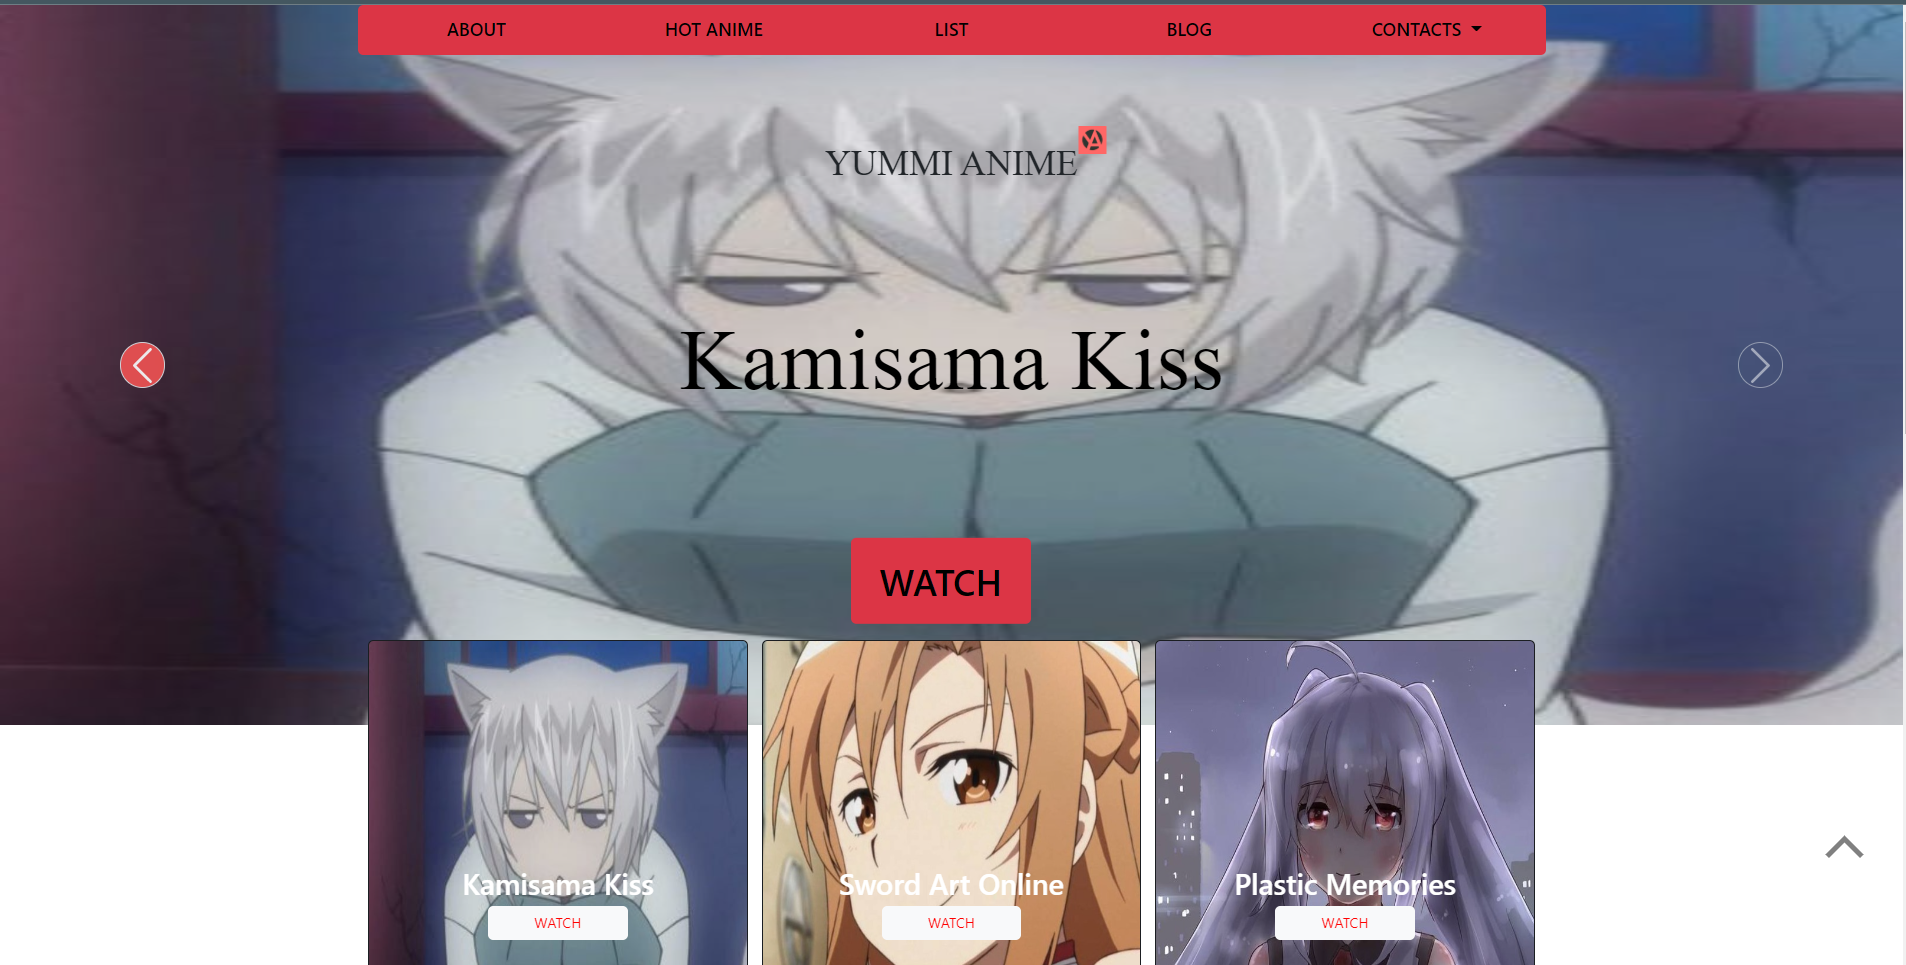 ABOUT HOT ANIME LIST BLOG CONTACTS
YUMMI ANIME
Kamisama Kiss
WATCH
Kamisama Kiss Sword Art Online Plastic Memories
WATCH WATCH WATCH